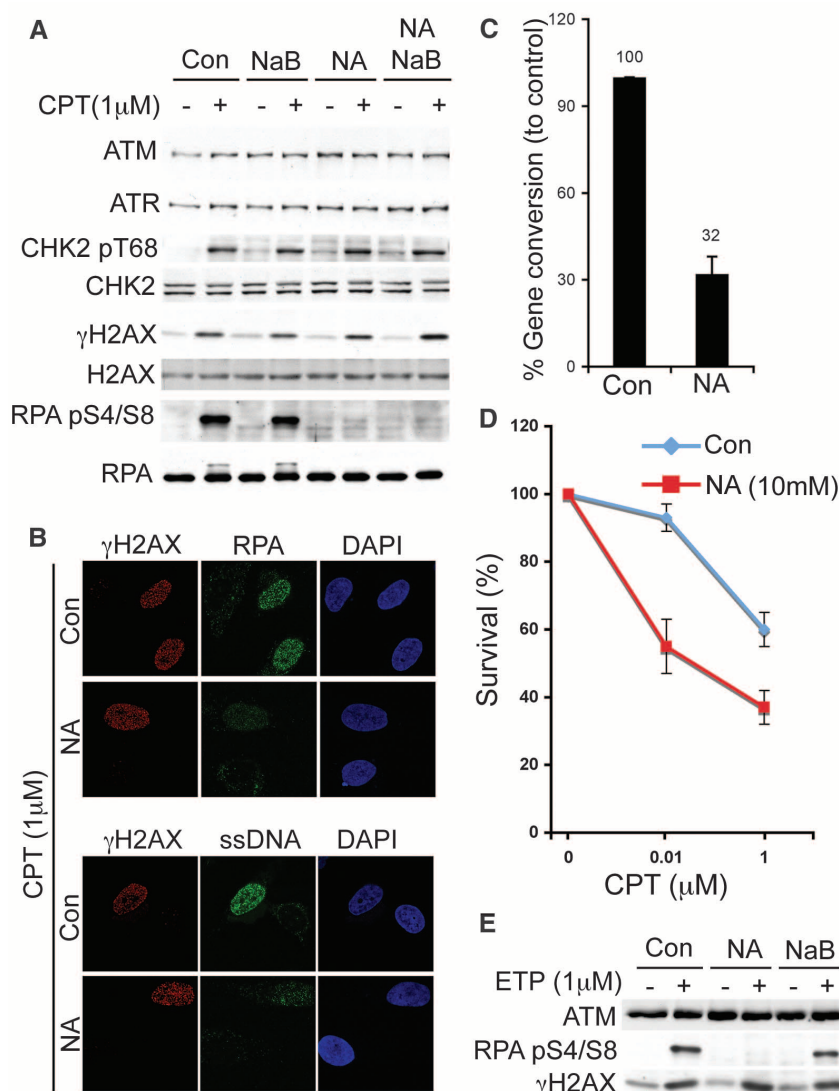 A
Con NaB NA NA NaB
CPT(1μM) - + - + - + - +
ATM
ATR
CHK2 pT68
CHK2
γH2AX
H2AX
RPA pS4/S8
RPA
B
γH2AX RPA DAPI
Con
NA
γH2AX ssDNA DAPI
Con
NA
CPT (1μM)
C
% Gene conversion (to control)
120
90
60
30
0
100
32
Con NA
D
Survival (%)
120
100
80
60
40
20
0
Con
NA (10mM)
0 0.01 1
CPT (μM)
E
Con NA NaB
ETP (1μM) - + - + - +
ATM
RPA pS4/S8
γH2AX